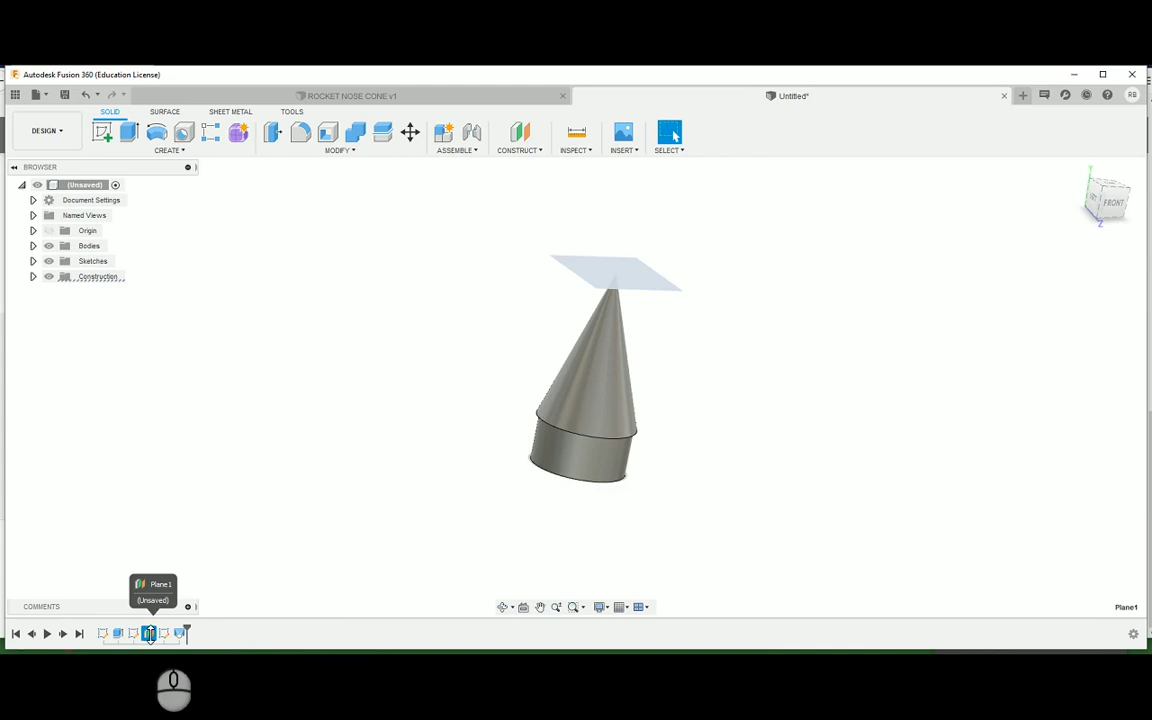 Autodesk Fusion 360 (Education License)
ROCKET NOSE CONE v1
Untitled*
RB
SOLID
SURFACE
SHEET METAL
TOOLS
DESIGN
CREATE
MODIFY
ASSEMBLE
CONSTRUCT
INSPECT
INSERT
SELECT
BROWSER
(Unsaved)
Document Settings
Named Views
Origin
Bodies
Sketches
Construction
FRONT
Z
Plane1
(Unsaved)
COMMENTS
Plane1